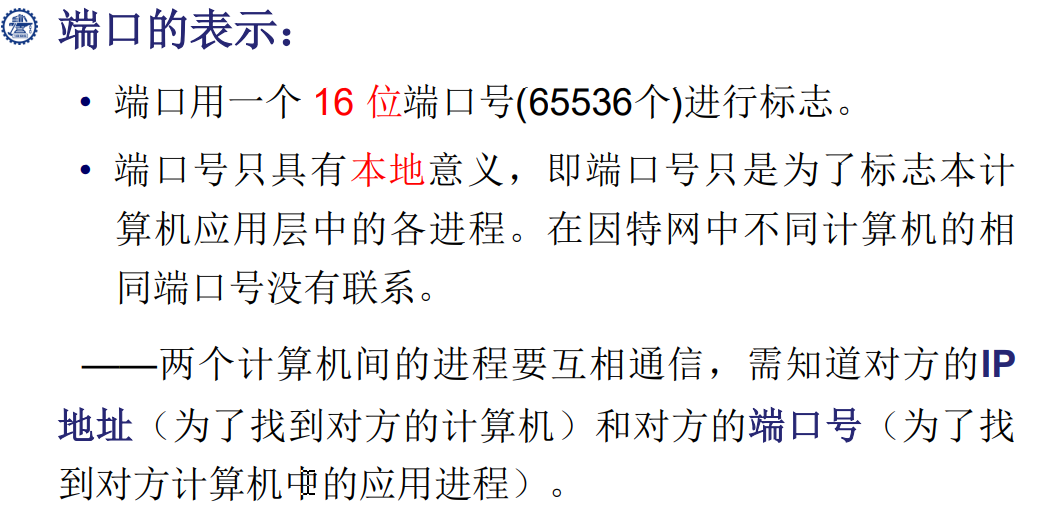 端口的表示：
• 端口用一个 16 位端口号(65536个)进行标志。
• 端口号只具有本地意义，即端口号只是为了标志本计
算机应用层中的各进程。在因特网中不同计算机的相
同端口号没有联系。
——两个计算机间的进程要互相通信，需知道对方的IP
地址（为了找到对方的计算机）和对方的端口号（为了找
到对方计算机中的应用进程）。